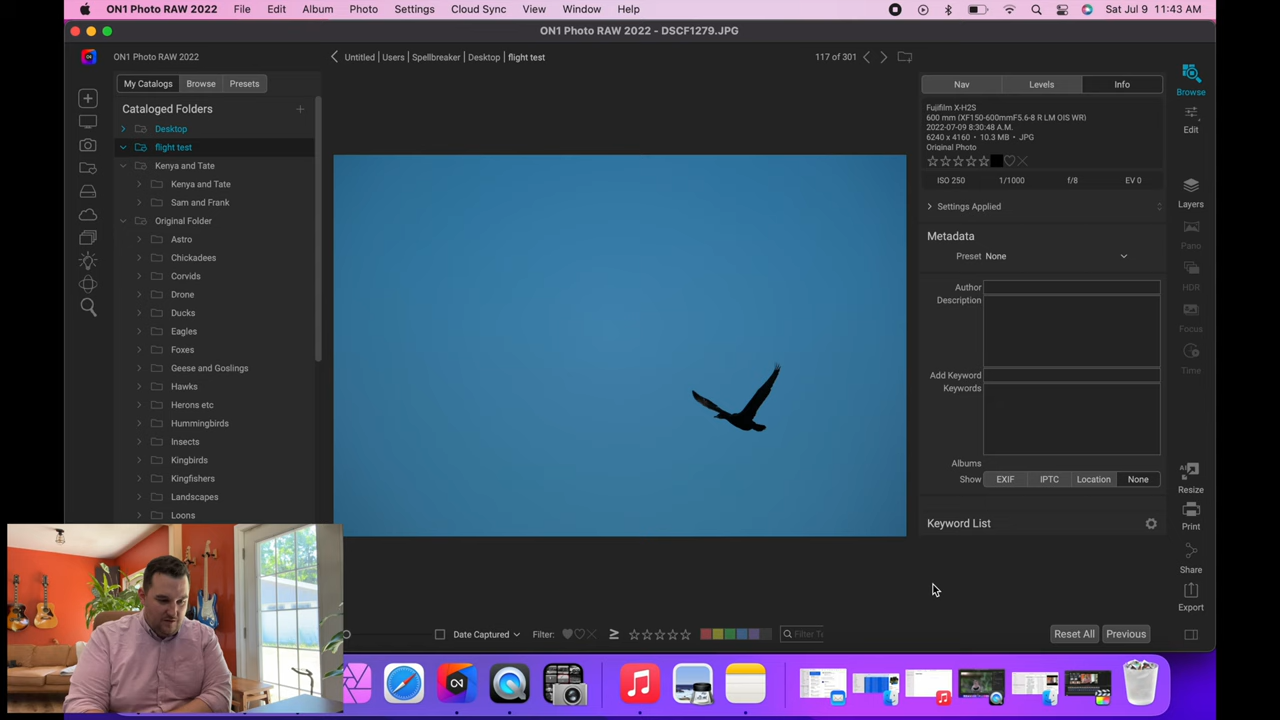 ON1 Photo RAW 2022 File Edit Album Photo Settings Cloud Sync View Window Help Sat Jul 9 11:43 AM
ON1 Photo RAW 2022 - DSCF1279.JPG
ON1 Photo RAW 2022
Untitled Users Spellbreaker Desktop flight test
117 of 301
My Catalogs Browse Presets
Cataloged Folders
Desktop
flight test
Kenya and Tate
Kenya and Tate
Sam and Frank
Original Folder
Astro
Chickadees
Corvids
Drone
Ducks
Eagles
Foxes
Geese and Goslings
Hawks
Herons etc
Hummingbirds
Insects
Kingbirds
Kingfishers
Landscapes
Loons
Nav Levels Info
Fujifilm X-H2S
600 mm (XF150-600mmF5.6-8 R LM OIS WR)
2022-07-09 8:30:48 A.M.
6240 x 4160 • 10.3 MB • JPG
Original Photo
ISO 250 1/1000 f/8 EV 0
Settings Applied
Metadata
Preset None
Author
Description
Add Keyword
Keywords
Albums
Show EXIF IPTC Location None
Keyword List
Browse
Edit
Layers
Pano
HDR
Focus
Time
Resize
Print
Share
Export
Date Captured Filter: ≥ Filter Te
Reset All Previous